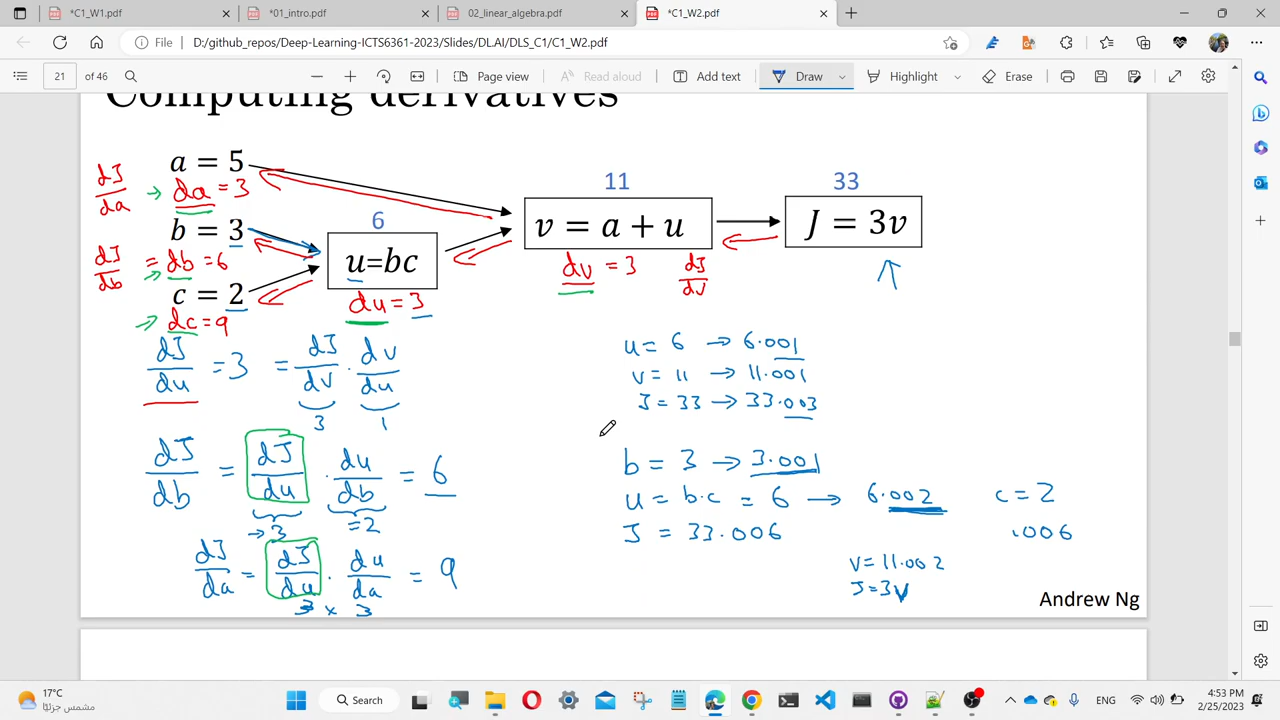 *C1_W1.pdf
*01_intro.pdf
02_linear_algebra.pdf
*C1_W2.pdf
File D:/github_repos/Deep-Learning-ICTS6361-2023/Slides/DL.AI/DLS_C1/C1_W2.pdf
21 of 46
Page view
Read aloud
Add text
Draw
Highlight
Erase
Computing derivatives
a = 5
dJ/da
→ da = 3
b = 3
dJ/db = db = 6
c = 2
→ dc = 9
6
u=bc
du = 3
11
v = a + u
dv = 3 dJ/dv
33
J = 3v
dJ/du = 3 = dJ/dv · dv/du
3 1
dJ/db = dJ/du · du/db = 6
→ 3 =2
dJ/da = dJ/du · du/da = 9
3 × 3
u = 6 → 6.001
v = 11 → 11.001
J = 33 → 33.003
b = 3 → 3.001
u = b.c = 6 → 6.002 c = 2
J = 33.006 .006
v = 11.002
J = 3v
Andrew Ng
17°C
مشمس جزئيًا
Search
ENG
4:53 PM
2/25/2023